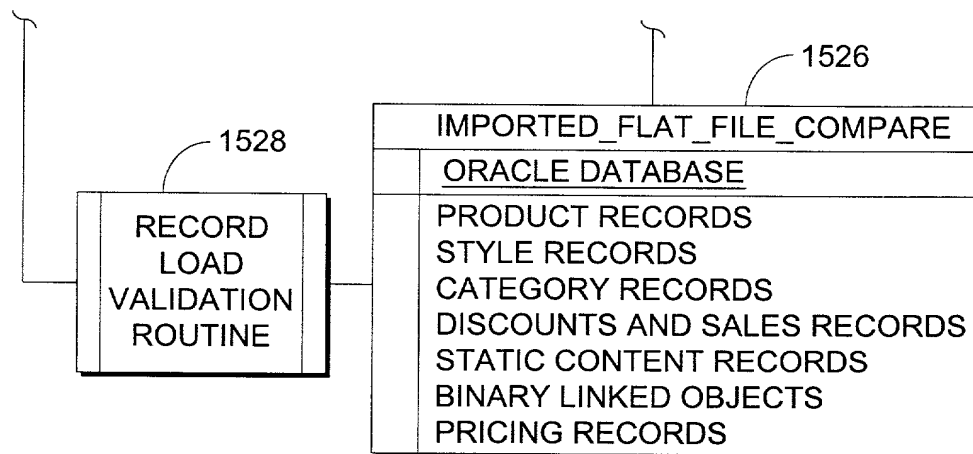 1526
IMPORTED_FLAT_FILE_COMPARE
ORACLE DATABASE
PRODUCT RECORDS
STYLE RECORDS
CATEGORY RECORDS
DISCOUNTS AND SALES RECORDS
STATIC CONTENT RECORDS
BINARY LINKED OBJECTS
PRICING RECORDS
1528
RECORD
LOAD
VALIDATION
ROUTINE